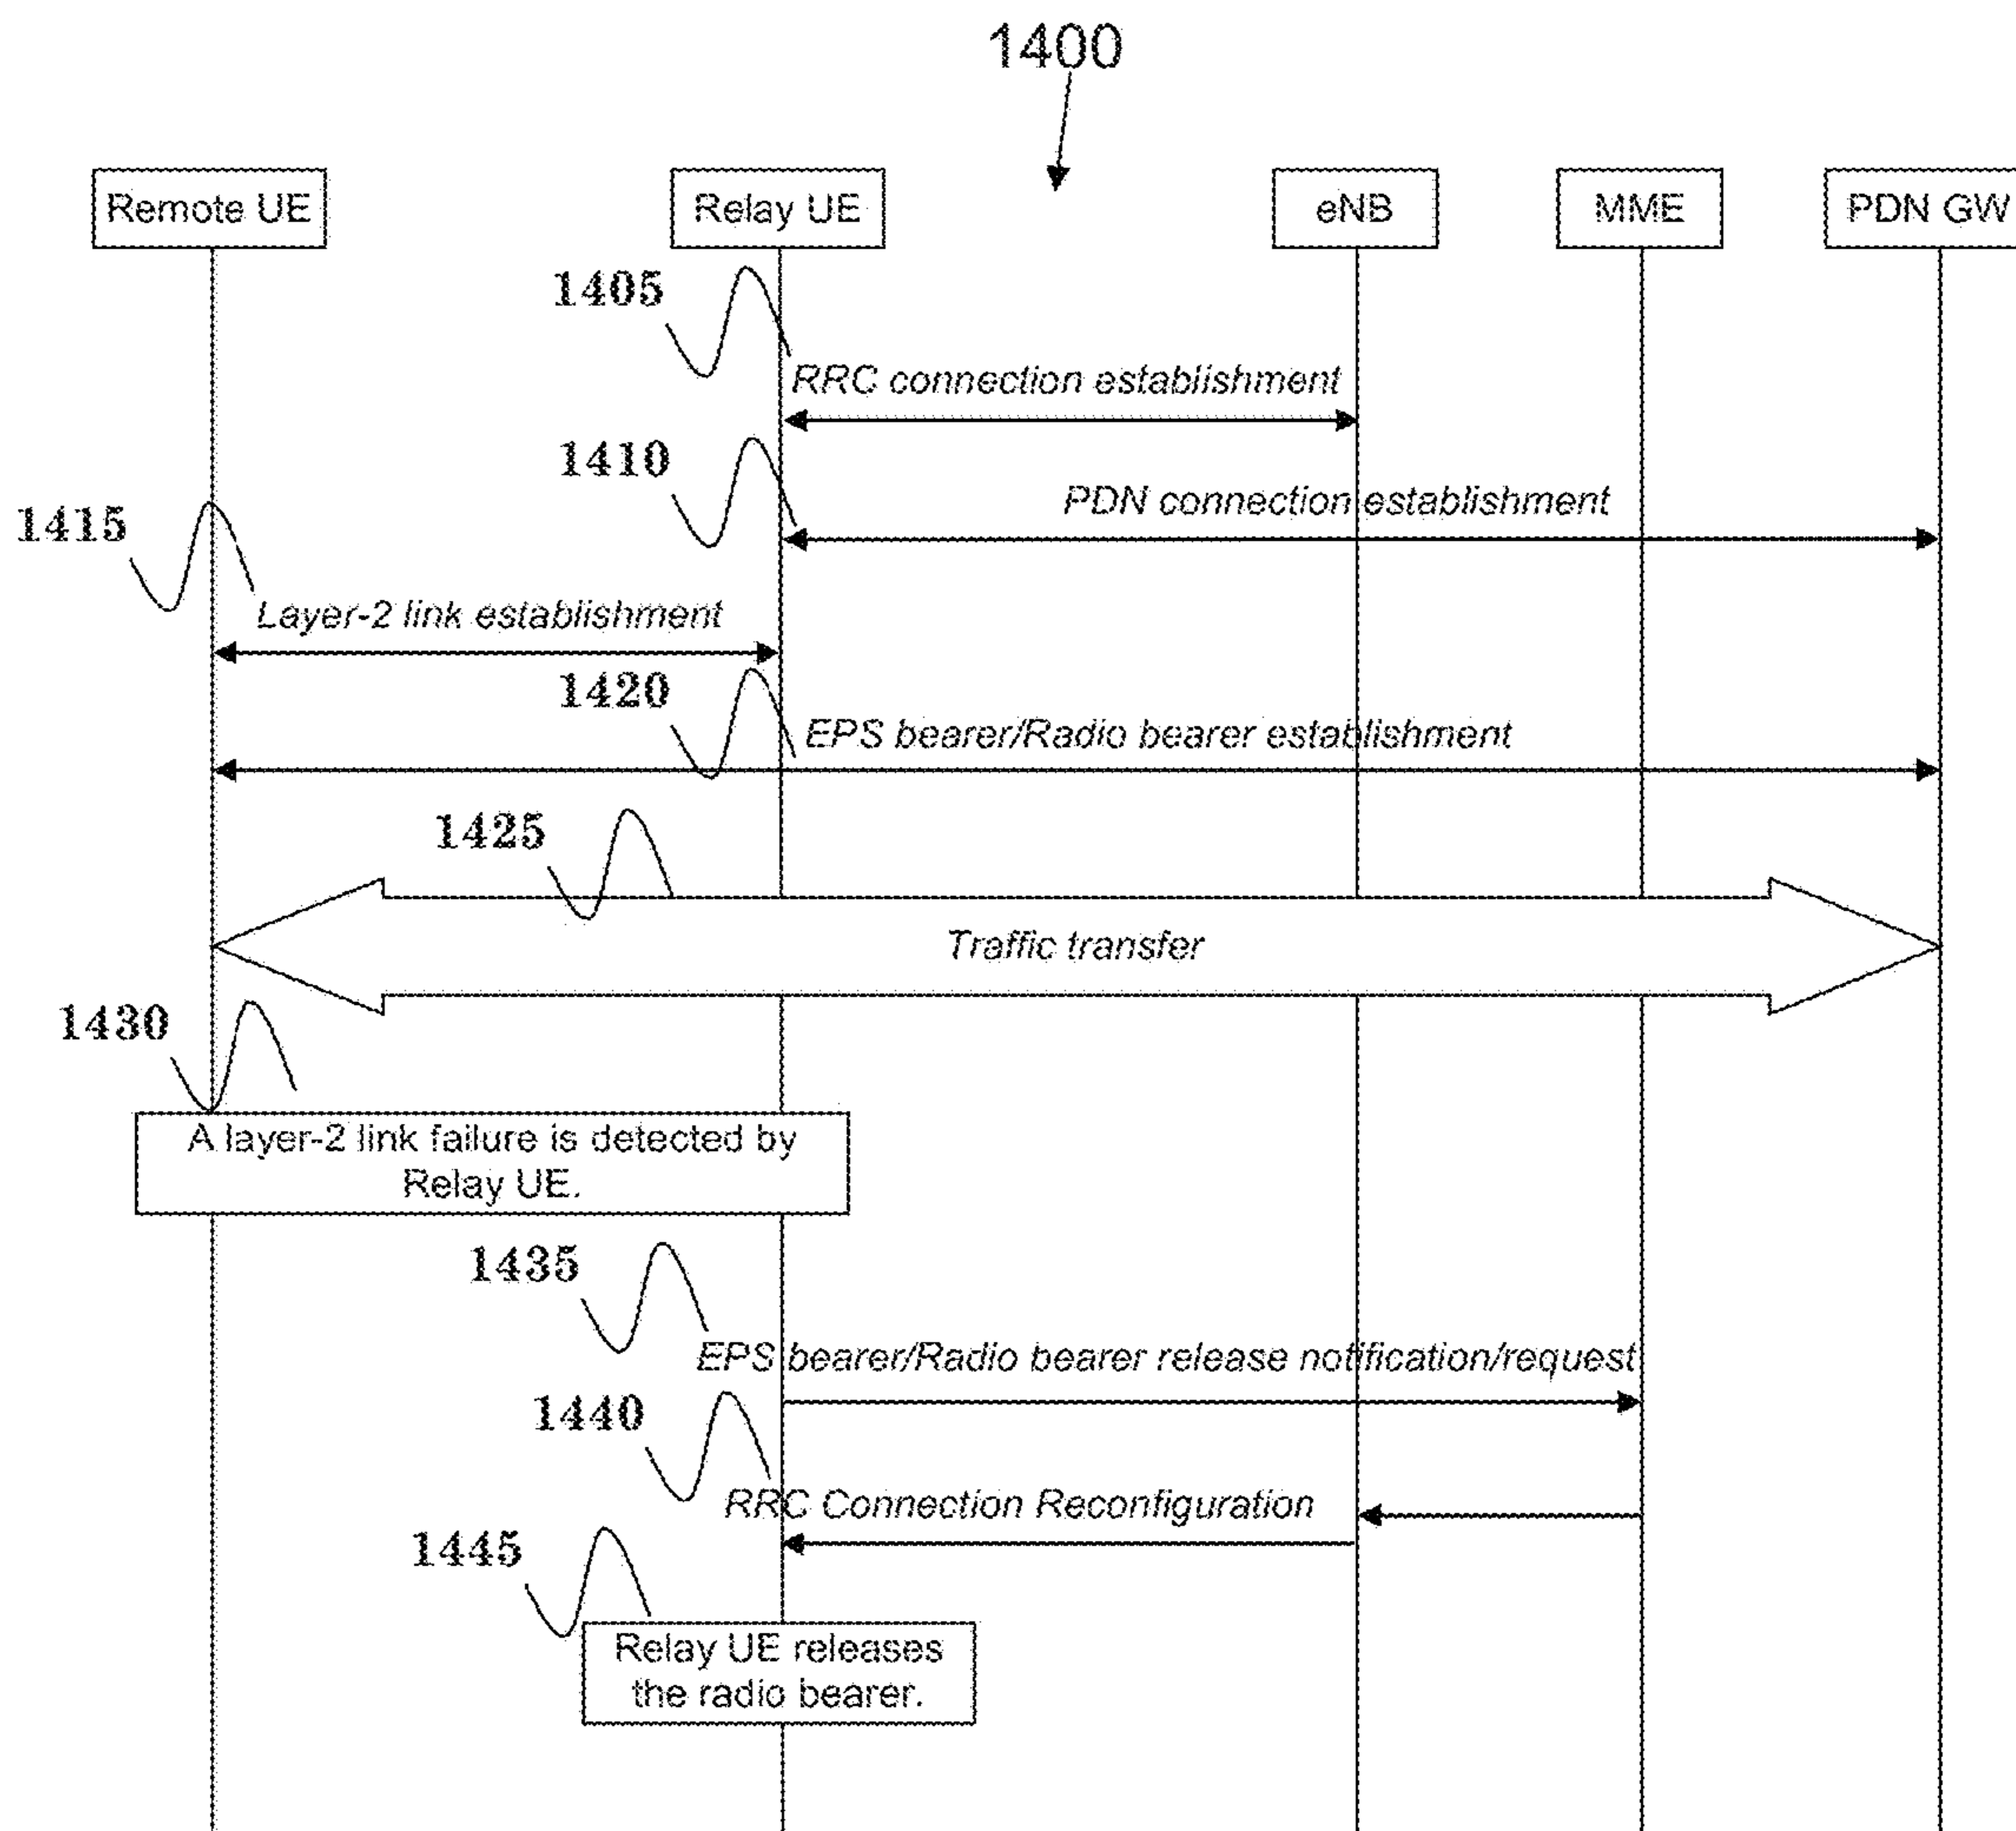 1400
Remote UE
Relay UE
eNB
MME
PDN GW
1405
RRC connection establishment
1410
PDN connection establishment
1415
Layer-2 link establishment
1420
EPS bearer/Radio bearer establishment
1425
Traffic transfer
1430
A layer-2 link failure is detected by
Relay UE.
1435
EPS bearer/Radio bearer release notification/request
1440
RRC Connection Reconfiguration
1445
Relay UE releases
the radio bearer.